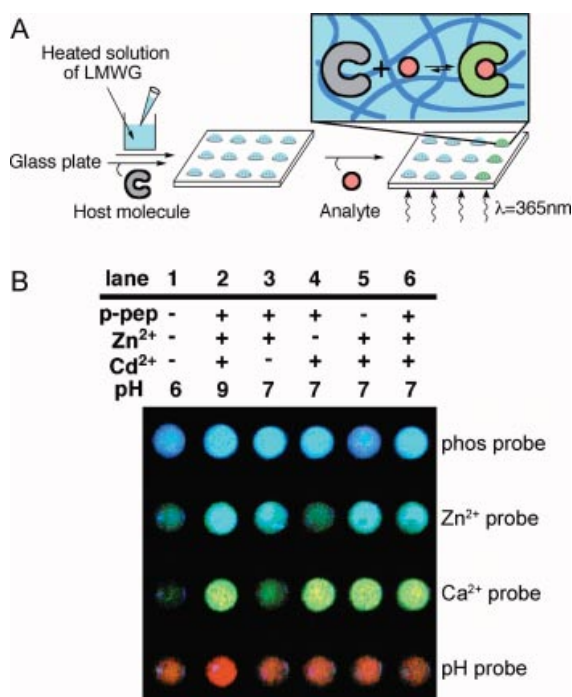 A
Heated solution
of LMWG
Glass plate
Host molecule
Analyte
λ=365nm
B
lane 1 2 3 4 5 6
p-pep - + + + - +
Zn²⁺ - + + - + +
Cd²⁺ - + - + + +
pH 6 9 7 7 7 7
phos probe
Zn²⁺ probe
Ca²⁺ probe
pH probe